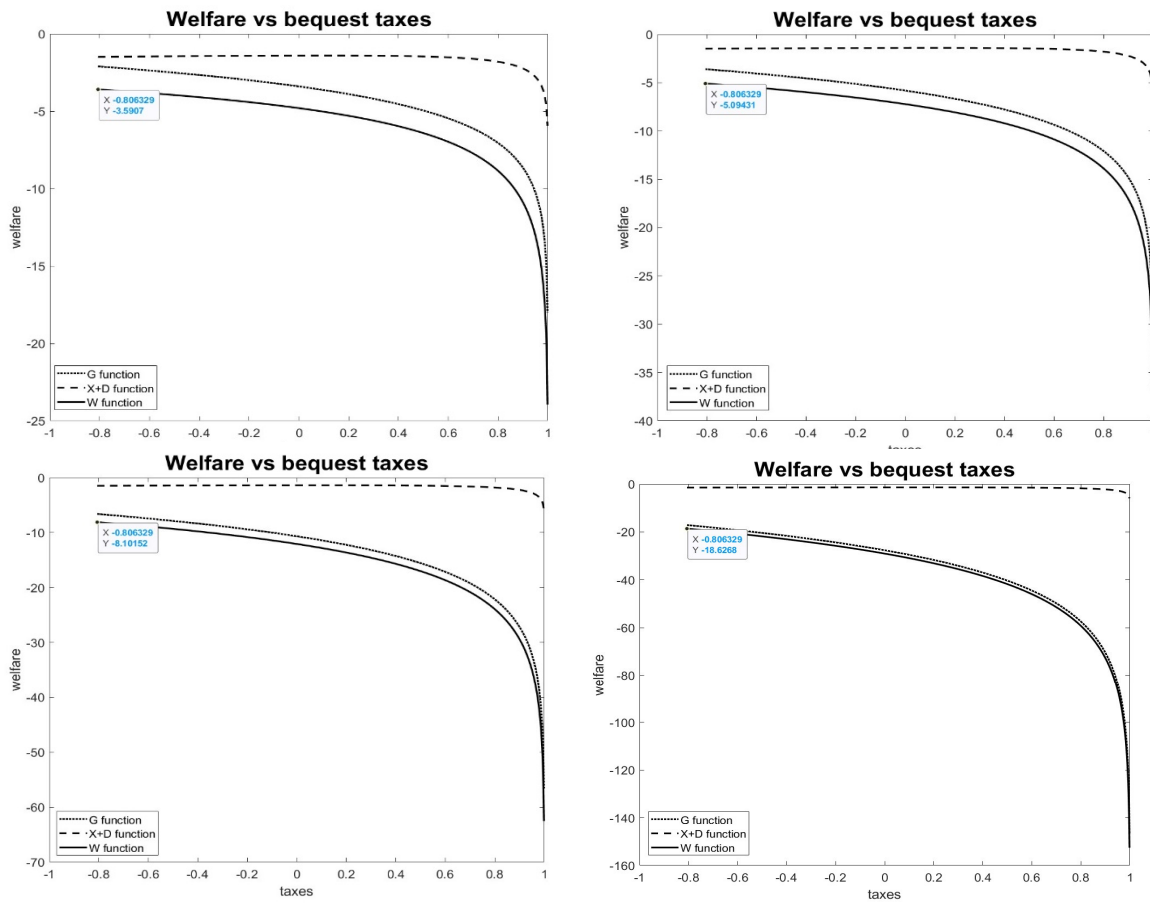 Welfare vs bequest taxes
0
-5
-10
-15
-20
-25
welfare
X -0.806329
Y -3.5907
G function
X+D function
W function
-1 -0.8 -0.6 -0.4 -0.2 0 0.2 0.4 0.6 0.8 1
Welfare vs bequest taxes
0
-5
-10
-15
-20
-25
-30
-35
-40
welfare
X -0.806329
Y -5.09431
G function
X+D function
W function
-1 -0.8 -0.6 -0.4 -0.2 0 0.2 0.4 0.6 0.8
Welfare vs bequest taxes
0
-10
-20
-30
-40
-50
-60
-70
welfare
X -0.806329
Y -8.10152
G function
X+D function
W function
-1 -0.8 -0.6 -0.4 -0.2 0 0.2 0.4 0.6 0.8 1
taxes
Welfare vs bequest taxes
0
-20
-40
-60
-80
-100
-120
-140
-160
welfare
X -0.806329
Y -18.6268
G function
X+D function
W function
-1 -0.8 -0.6 -0.4 -0.2 0 0.2 0.4 0.6 0.8 1
taxes